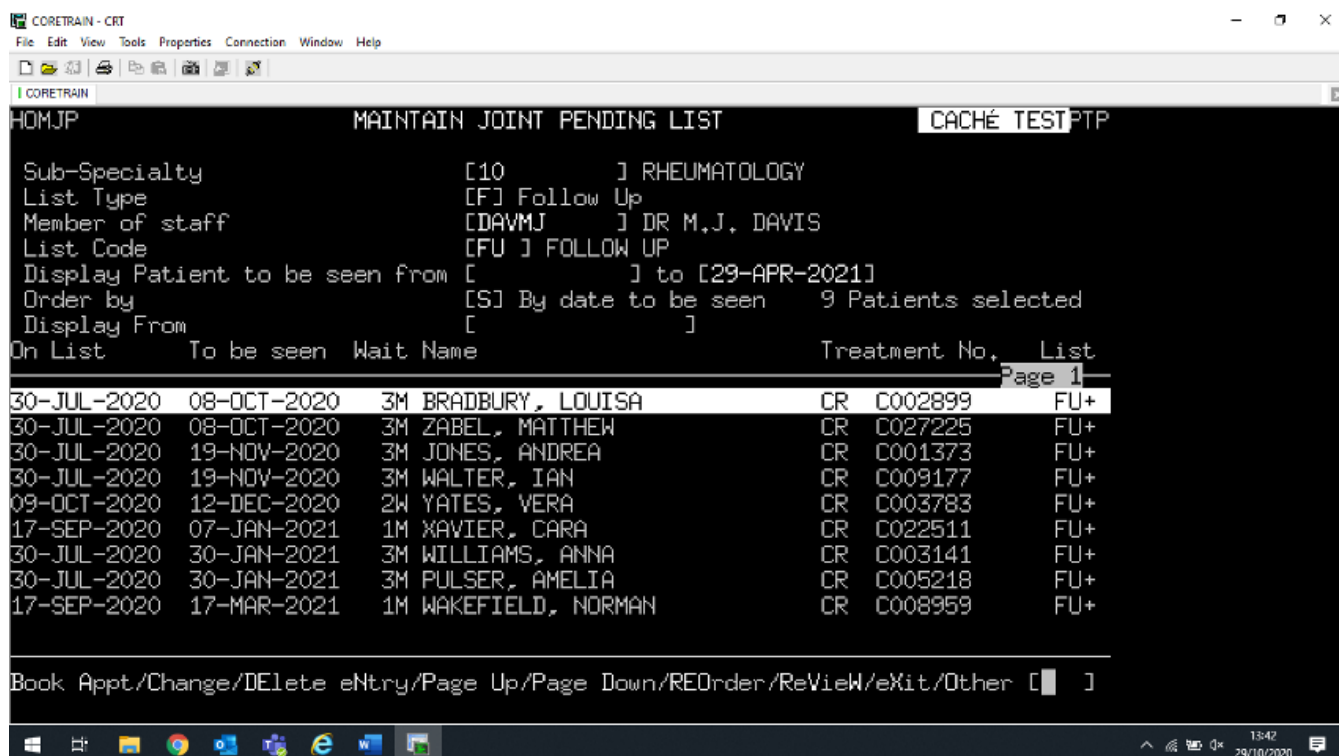 CORETRAIN - CRT
File Edit View Tools Properties Connection Window Help
CORETRAIN
HOMJP MAINTAIN JOINT PENDING LIST CACHÉ TESTPTP
Sub-Specialty [10 ] RHEUMATOLOGY
List Type [F] Follow Up
Member of staff [DAVMJ ] DR M.J. DAVIS
List Code [FU ] FOLLOW UP
Display Patient to be seen from [ ] to [29-APR-2021]
Order by [S] By date to be seen 9 Patients selected
Display From [ ]
On List To be seen Wait Name Treatment No. List
Page 1
30-JUL-2020 08-OCT-2020 3M BRADBURY, LOUISA CR C002899 FU+
30-JUL-2020 08-OCT-2020 3M ZABEL, MATTHEW CR C027225 FU+
30-JUL-2020 19-NOV-2020 3M JONES, ANDREA CR C001373 FU+
30-JUL-2020 19-NOV-2020 3M WALTER, IAN CR C009177 FU+
09-OCT-2020 12-DEC-2020 2W YATES, VERA CR C003783 FU+
17-SEP-2020 07-JAN-2021 1M XAVIER, CARA CR C022511 FU+
30-JUL-2020 30-JAN-2021 3M WILLIAMS, ANNA CR C003141 FU+
30-JUL-2020 30-JAN-2021 3M PULSER, AMELIA CR C005218 FU+
17-SEP-2020 17-MAR-2021 1M WAKEFIELD, NORMAN CR C008959 FU+
Book Appt/Change/DElete eNtry/Page Up/Page Down/REOrder/ReVieW/eXit/Other [ ]
13:42
29/10/2020